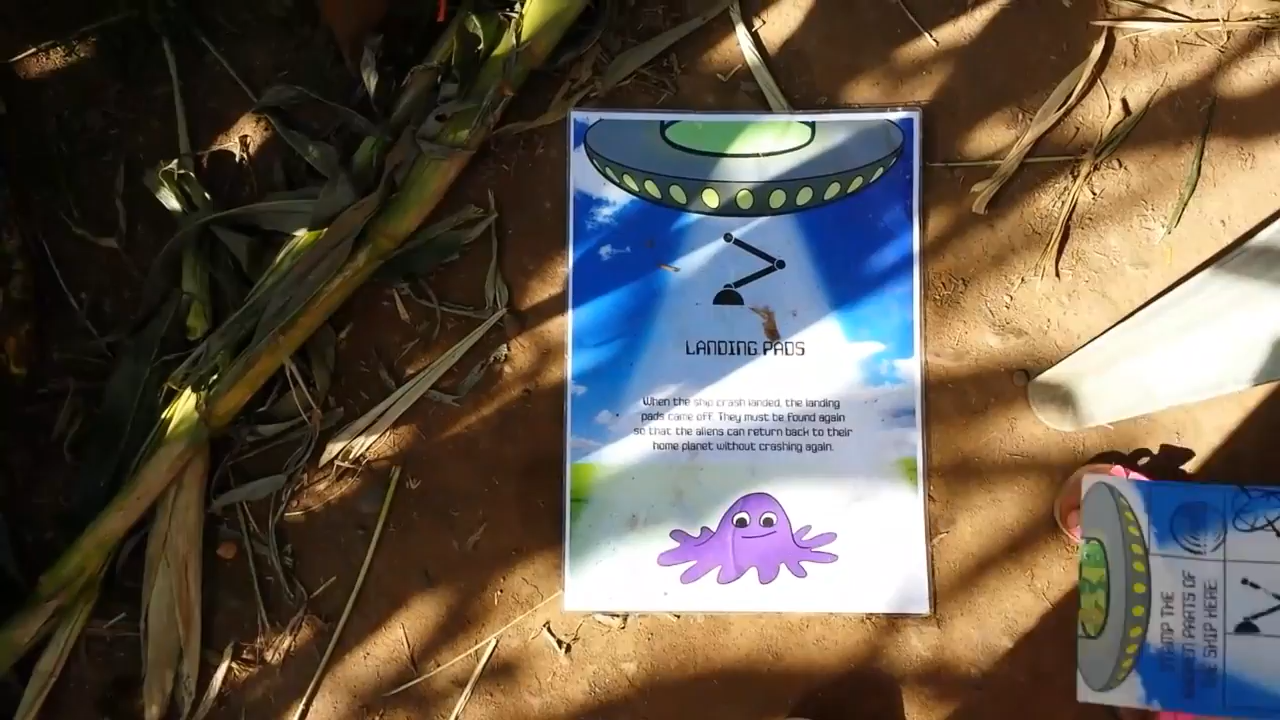 LANDING PADS
When the ship crash landed, the landing
pads came off. They must be found again
so that the aliens can return back to their
home planet without crashing again.
STAMP THE
PARTS OF
SHIP HERE